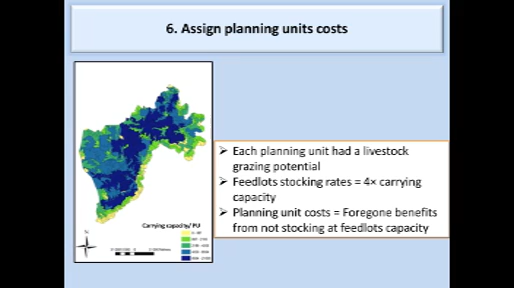 6. Assign planning units costs
➢ Each planning unit had a livestock
grazing potential
➢ Feedlots stocking rates = 4× carrying
capacity
➢ Planning unit costs = Foregone benefits
from not stocking at feedlots capacity
Carrying capacity/ PU